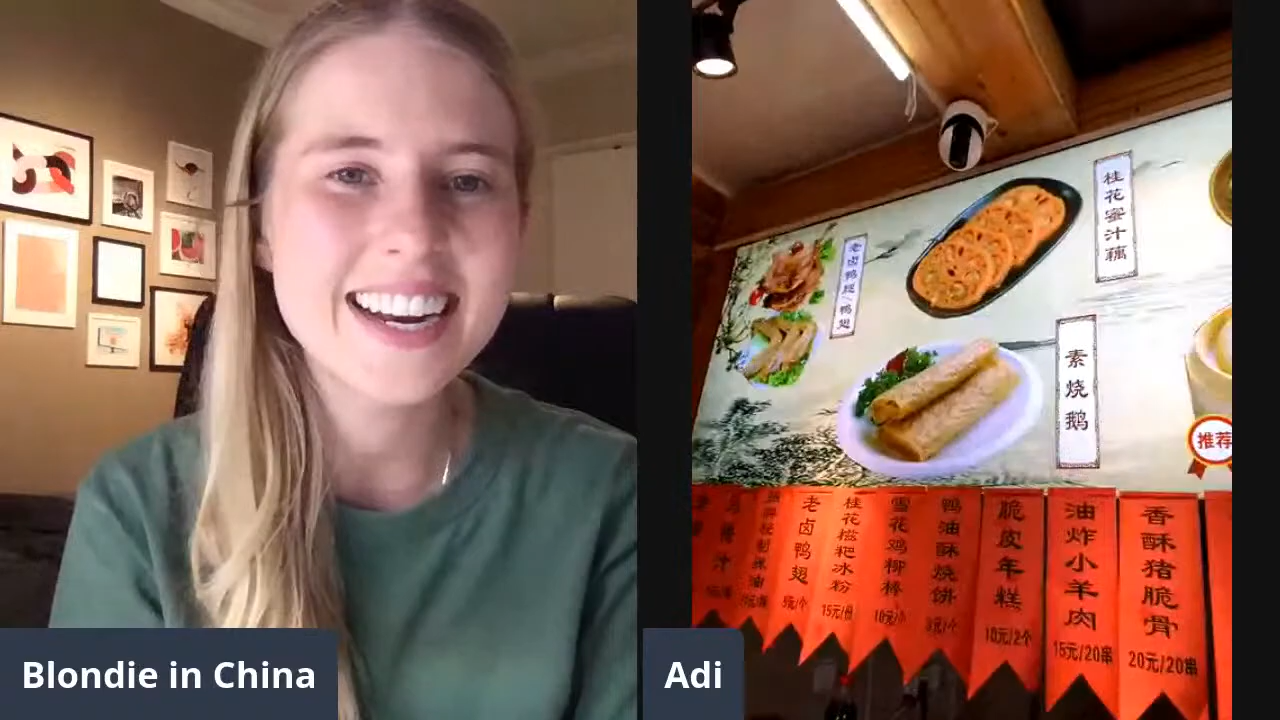 桂花蜜汁藕
老卤鸭腿/鸭翅
素烧鹅
推荐
老卤鸭翅
5元/个
桂花糍粑冰粉
15元/份
雪花鸡柳棒
10元/个
鸭油酥烧饼
脆皮年糕
10元/2个
油炸小羊肉
15元/20串
香酥猪脆骨
20元/20串
Blondie in China
Adi